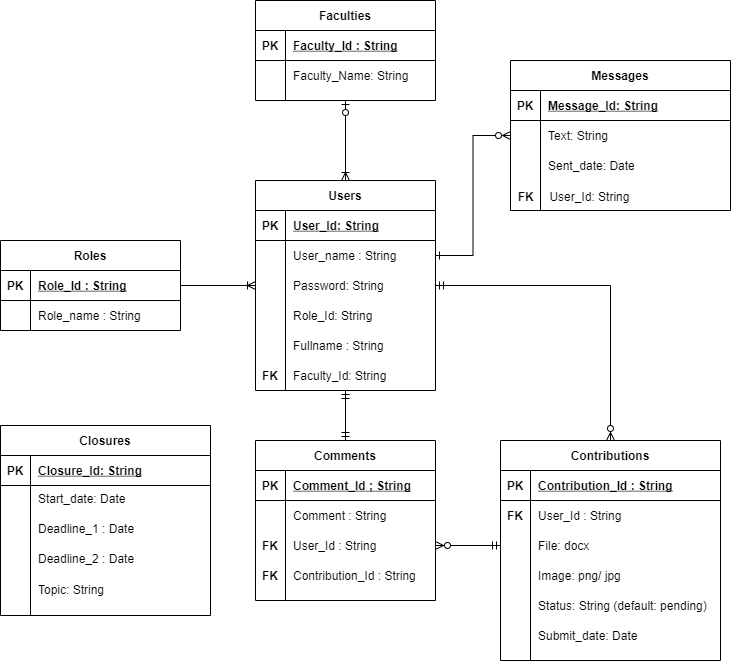 Faculties
PK Faculty_Id : String
Faculty_Name: String
Messages
PK Message_Id: String
Text: String
Sent_date: Date
FK User_Id: String
Users
PK User_Id: String
User_name : String
Password: String
Role_Id: String
Fullname : String
FK Faculty_Id: String
Roles
PK Role_Id : String
Role_name : String
Closures
PK Closure_Id: String
Start_date: Date
Deadline_1 : Date
Deadline_2 : Date
Topic: String
Comments
PK Comment_Id ; String
Comment : String
FK User_Id : String
FK Contribution_Id : String
Contributions
PK Contribution_Id : String
FK User_Id : String
File: docx
Image: png/ jpg
Status: String (default: pending)
Submit_date: Date